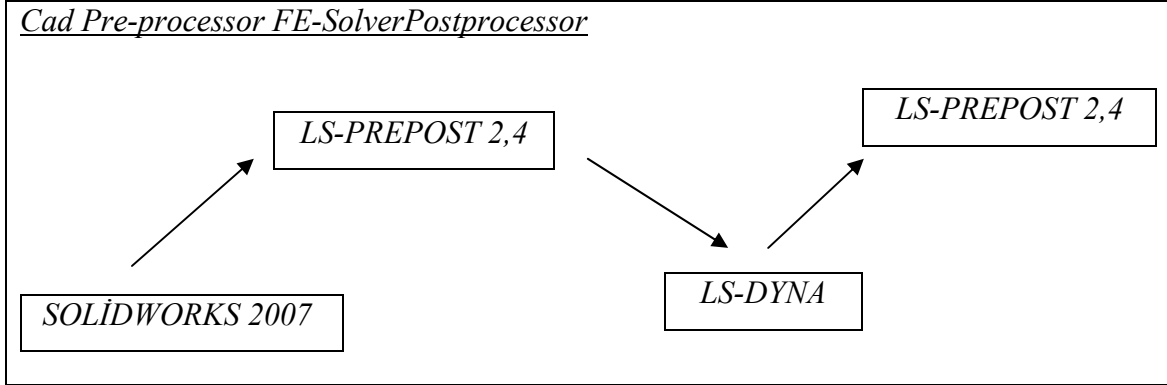 Cad Pre-processor FE-SolverPostprocessor
LS-PREPOST 2,4
LS-PREPOST 2,4
SOLİDWORKS 2007
LS-DYNA